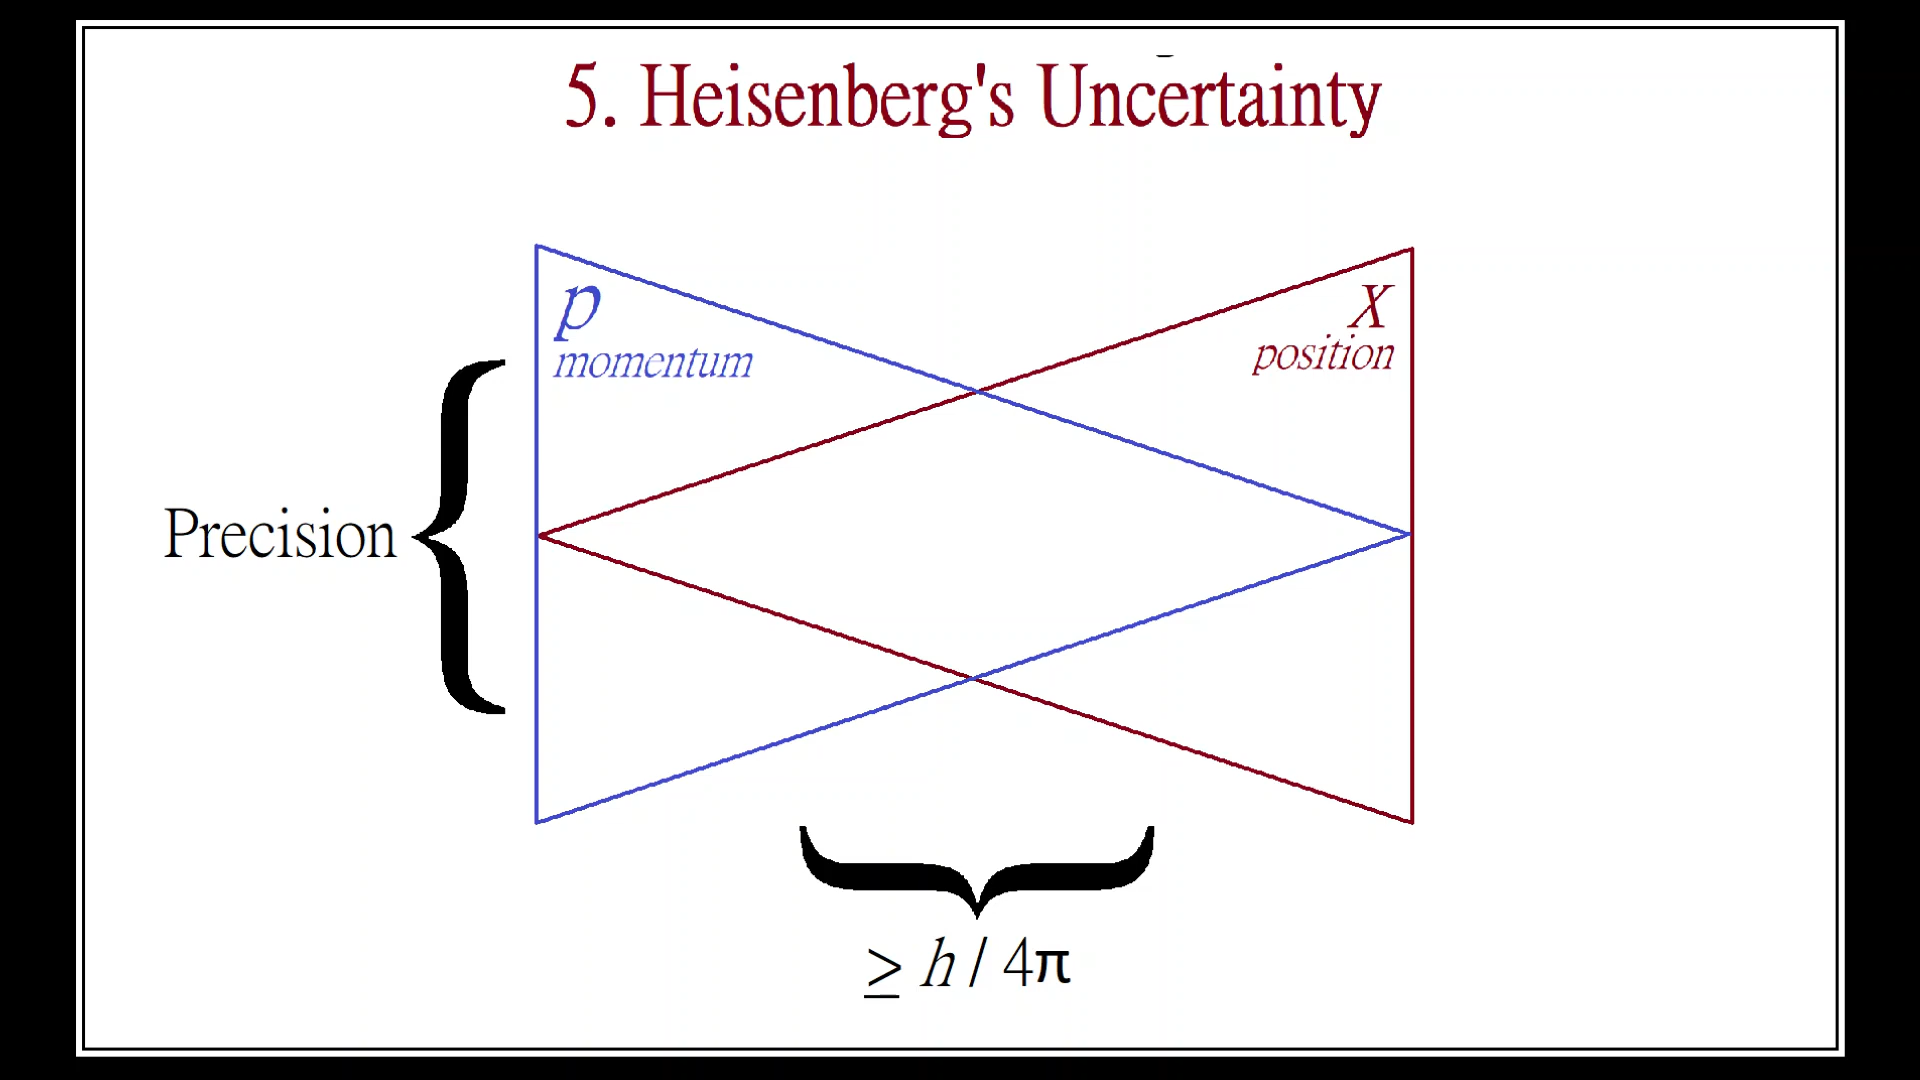 5. Heisenberg's Uncertainty
p
momentum
X
position
Precision
≥ h / 4π